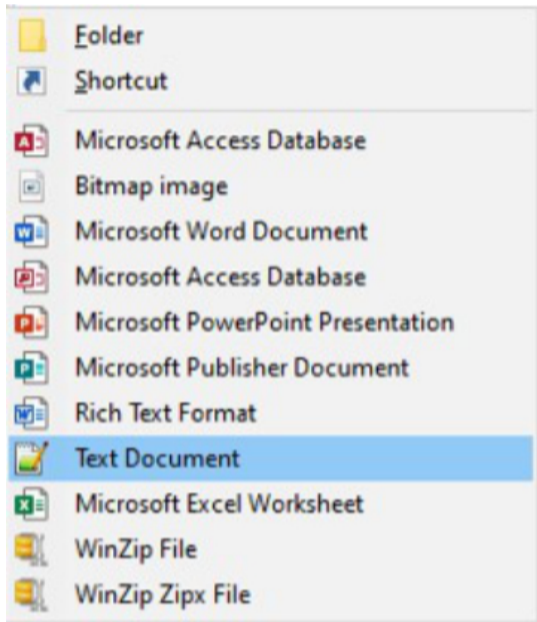 Folder
Shortcut
Microsoft Access Database
Bitmap image
Microsoft Word Document
Microsoft Access Database
Microsoft PowerPoint Presentation
Microsoft Publisher Document
Rich Text Format
Text Document
Microsoft Excel Worksheet
WinZip File
WinZip Zipx File